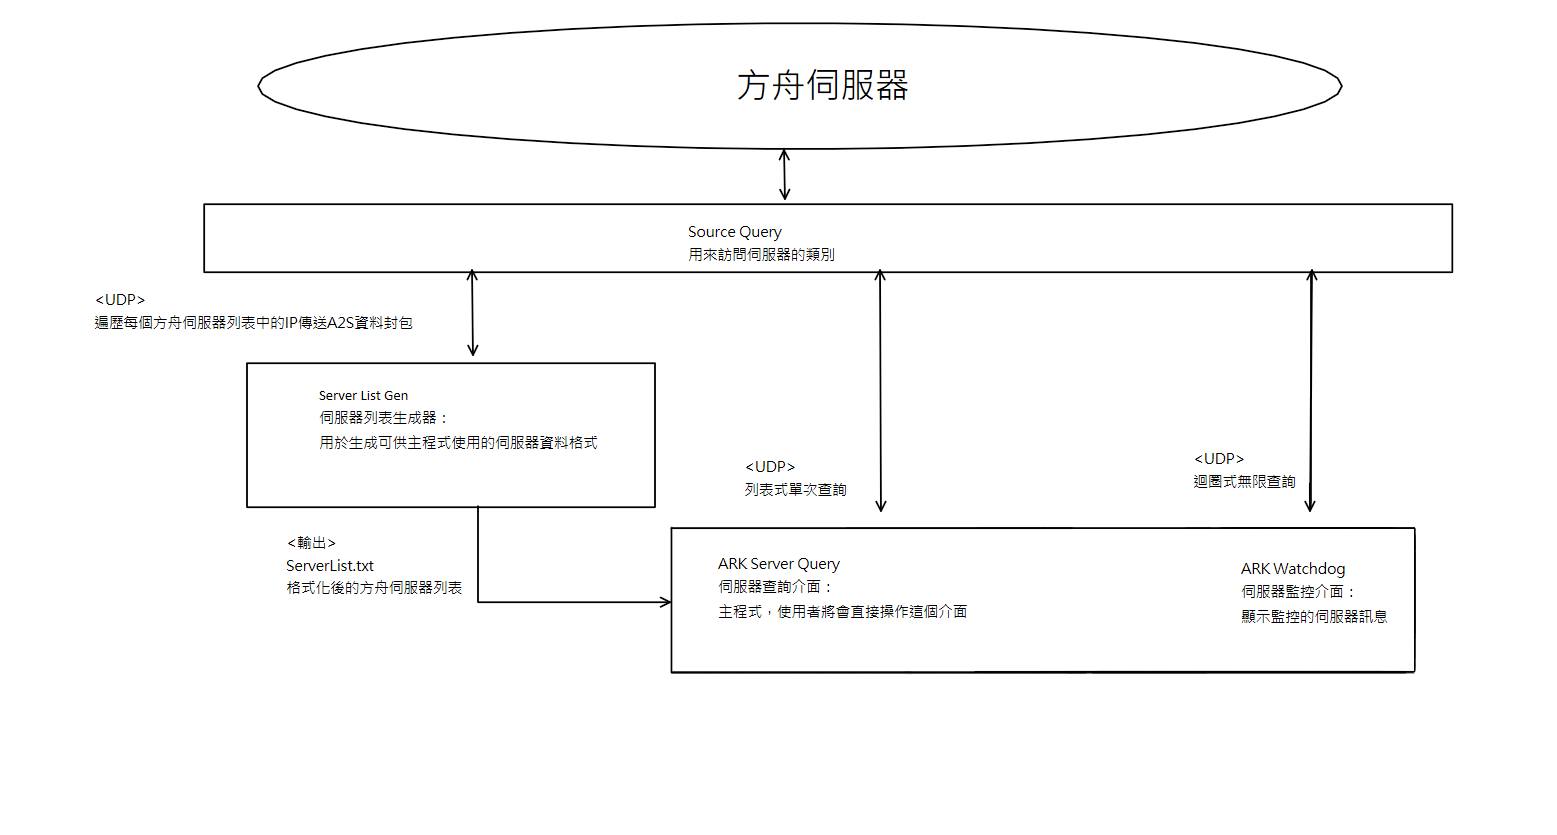 方舟伺服器
Source Query
用來訪問伺服器的類別
<UDP>
遍歷每個方舟伺服器列表中的IP傳送A2S資料封包
Server List Gen
伺服器列表生成器：
用於生成可供主程式使用的伺服器資料格式
<UDP>
列表式單次查詢
<UDP>
迴圈式無限查詢
<輸出>
ServerList.txt
格式化後的方舟伺服器列表
ARK Server Query
伺服器查詢介面：
主程式，使用者將會直接操作這個介面
ARK Watchdog
伺服器監控介面：
顯示監控的伺服器訊息